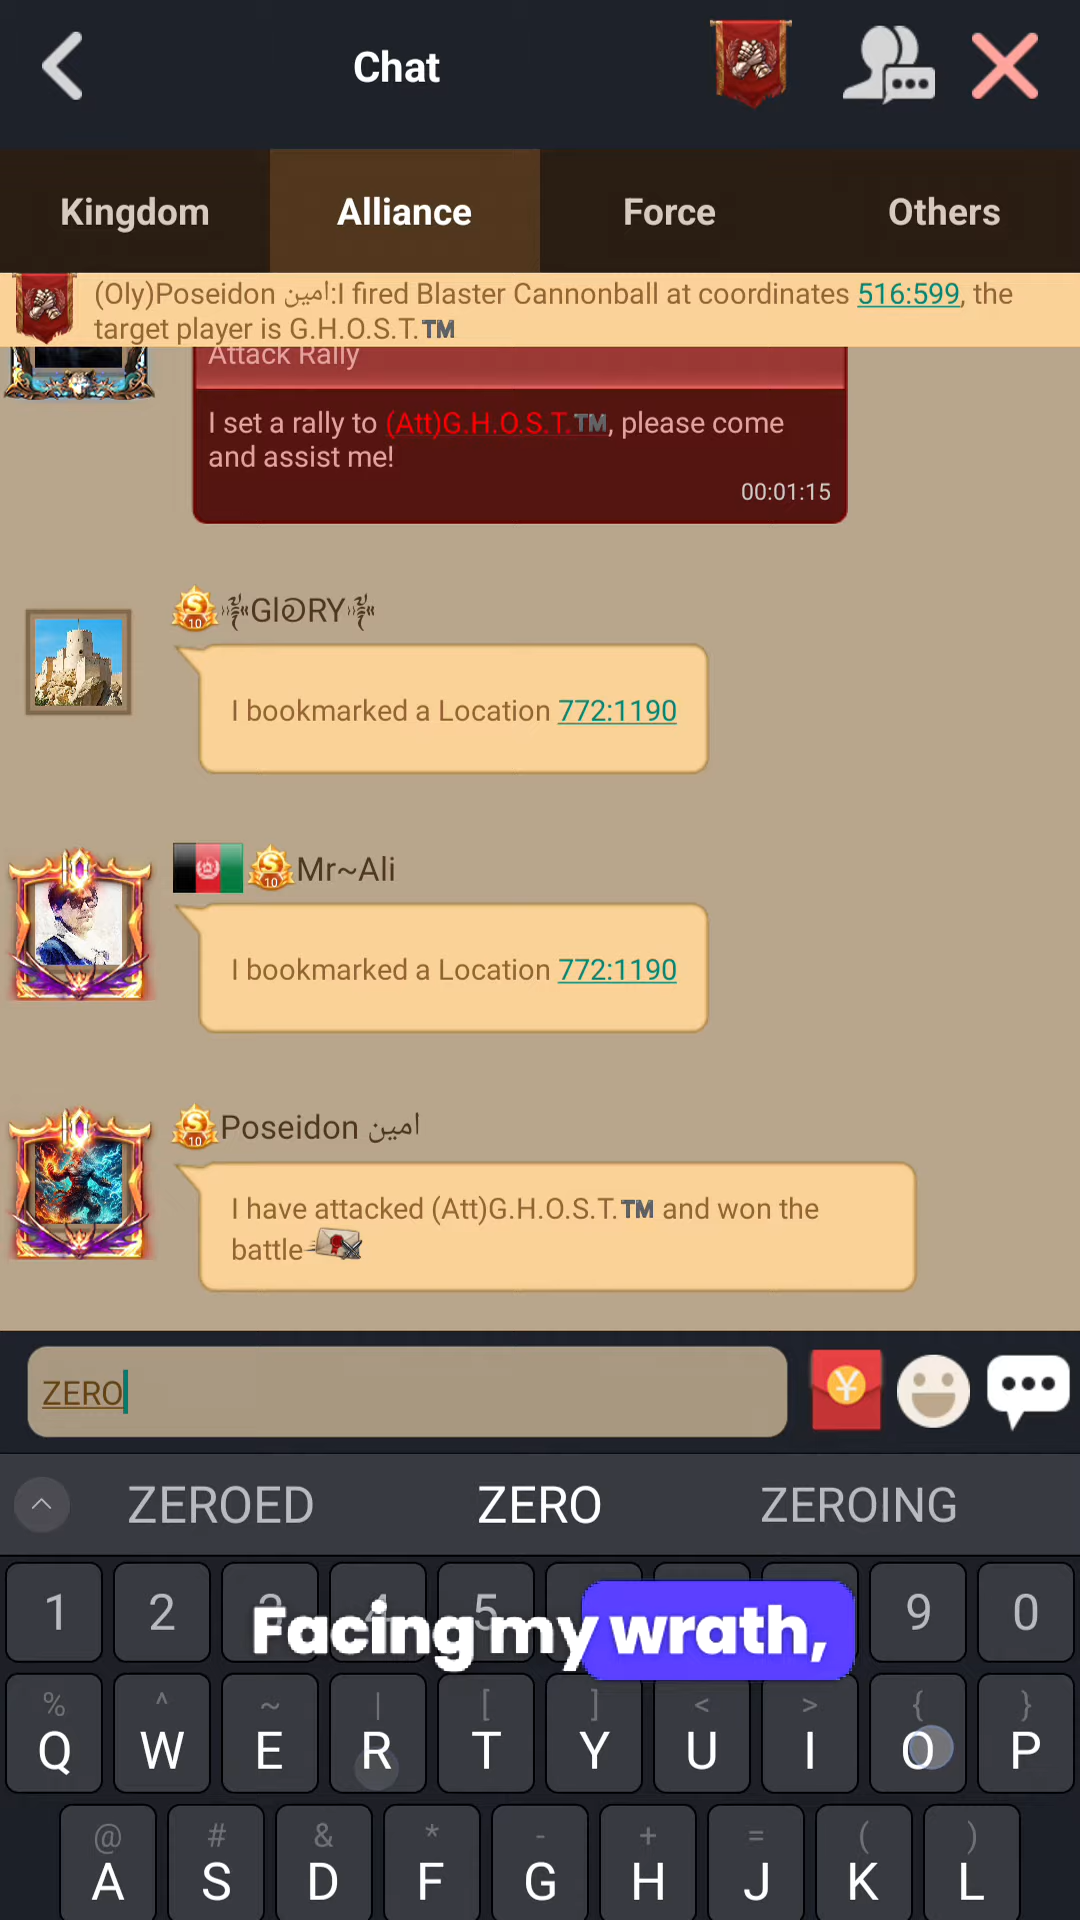 Chat
Kingdom
Alliance
Force
Others
(Oly)Poseidon امین:I fired Blaster Cannonball at coordinates 516:599, the
target player is G.H.O.S.T.™
Attack Rally
I set a rally to (Att)G.H.O.S.T.™, please come
and assist me!
00:01:15
GlORY
I bookmarked a Location 772:1190
Mr~Ali
I bookmarked a Location 772:1190
Poseidon امین
I have attacked (Att)G.H.O.S.T.™ and won the
battle
ZERO
ZEROED ZERO ZEROING
1 2 3 4 5 9 0
Facing my wrath,
% ^ ~ | [ ] < > { }
Q W E R T Y U I O P
@ # & * - + = ( )
A S D F G H J K L